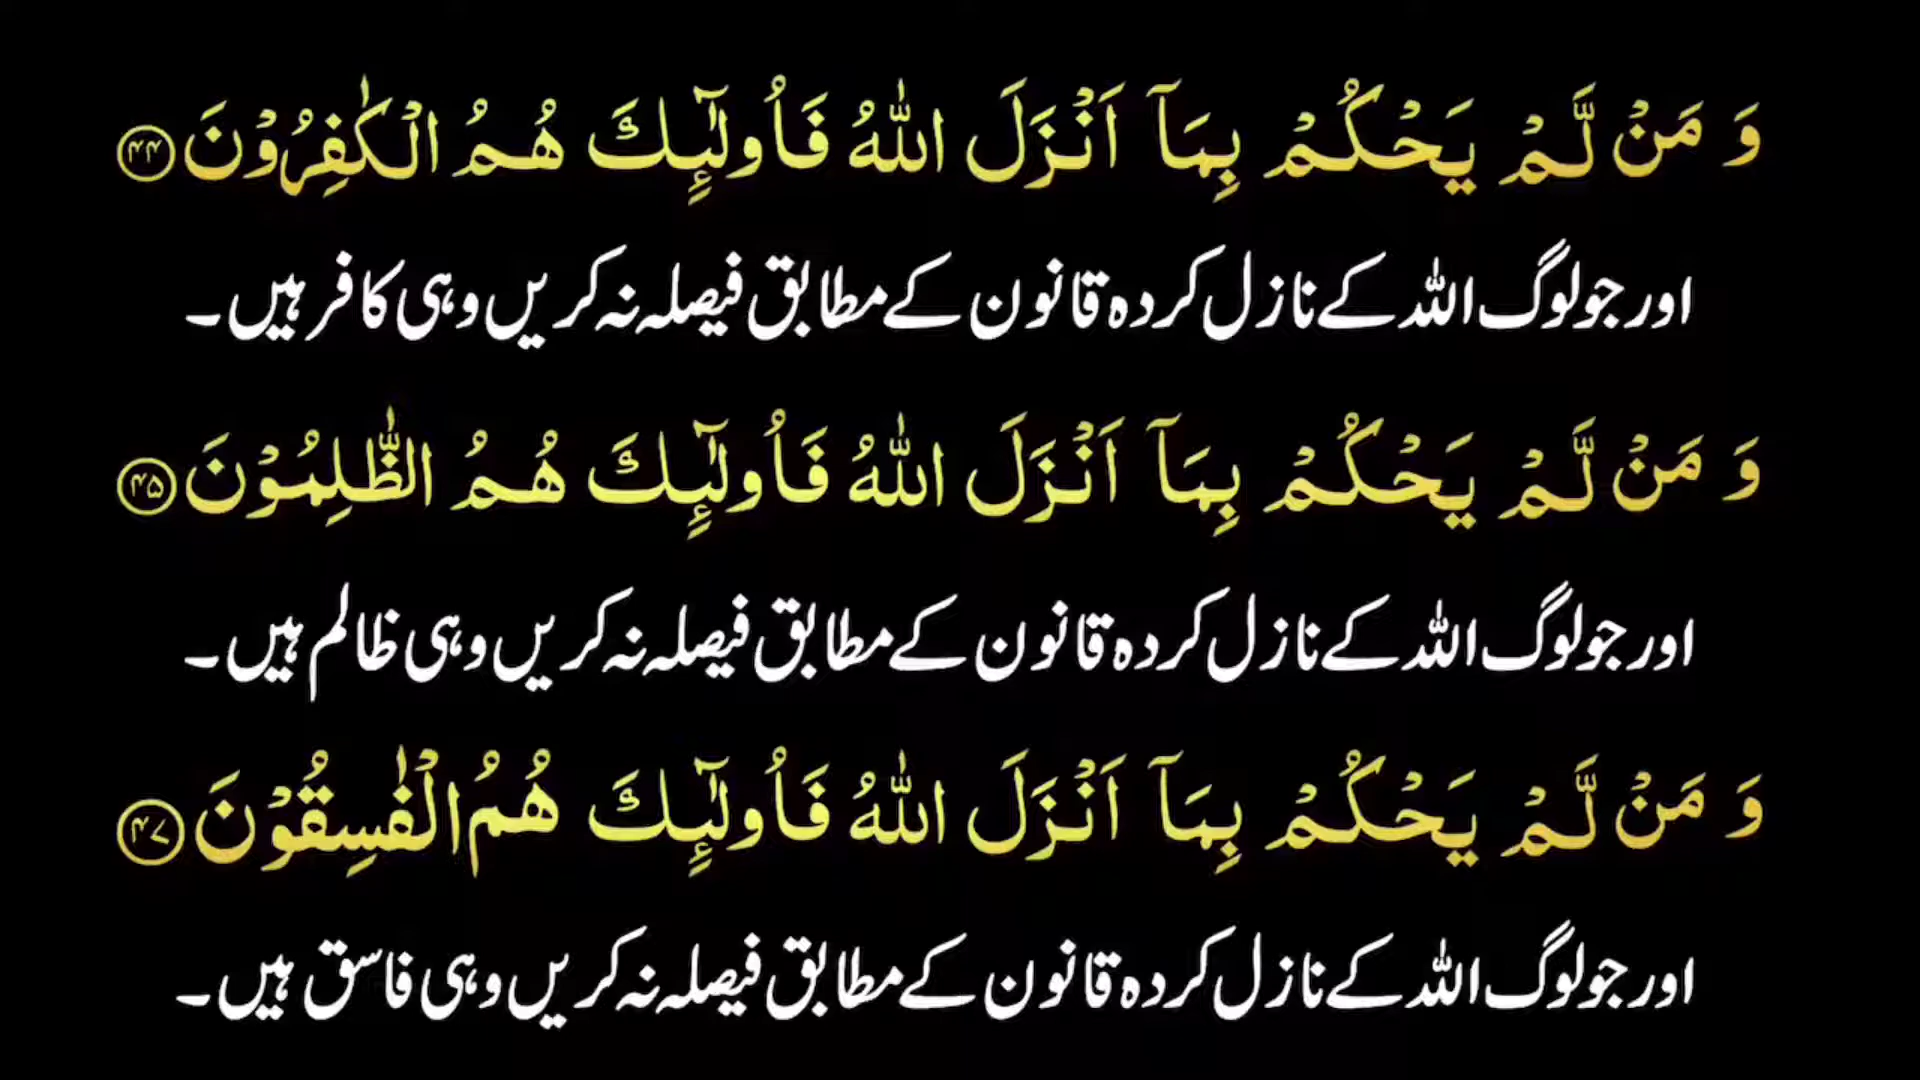 وَ مَنْ لَّمْ يَحْكُمْ بِمَاۤ اَنْزَلَ اللّٰهُ فَاُولٰٓىِٕكَ هُمُ الْكٰفِرُوْنَ ﴿۴۴﴾
اور جو لوگ اللہ کے نازل کردہ قانون کے مطابق فیصلہ نہ کریں وہی کافر ہیں۔
وَ مَنْ لَّمْ يَحْكُمْ بِمَاۤ اَنْزَلَ اللّٰهُ فَاُولٰٓىِٕكَ هُمُ الظّٰلِمُوْنَ ﴿۴۵﴾
اور جو لوگ اللہ کے نازل کردہ قانون کے مطابق فیصلہ نہ کریں وہی ظالم ہیں۔
وَ مَنْ لَّمْ يَحْكُمْ بِمَاۤ اَنْزَلَ اللّٰهُ فَاُولٰٓىِٕكَ هُمُ الْفٰسِقُوْنَ ﴿۴۷﴾
اور جو لوگ اللہ کے نازل کردہ قانون کے مطابق فیصلہ نہ کریں وہی فاسق ہیں۔